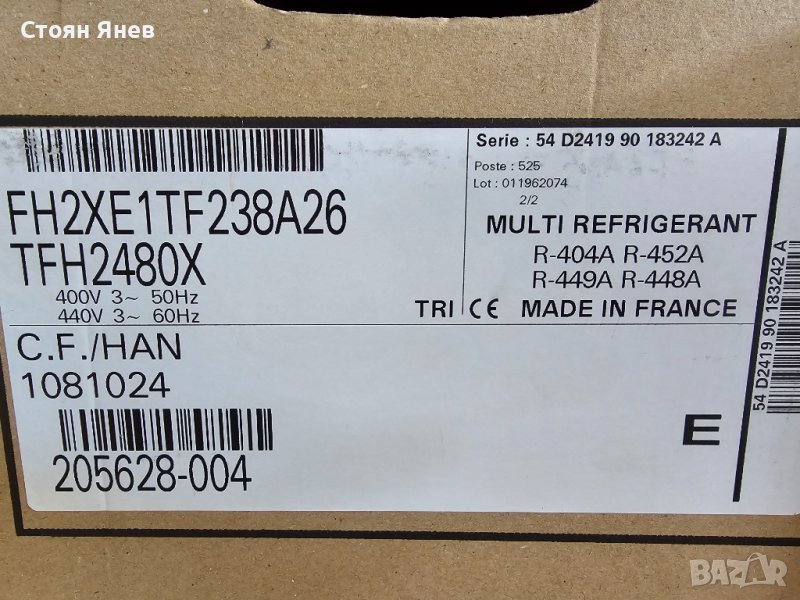 Стоян Янев
FH2XE1TF238A26
TFH2480X
400V 3~ 50Hz
440V 3~ 60Hz
Serie : 54 D2419 90 183242 A
Poste : 525
Lot : 011962074
2/2
MULTI REFRIGERANT
R-404A R-452A
R-449A R-448A
TRI CE MADE IN FRANCE
C.F./HAN
1081024
205628-004
E
54 D2419 90 183242 A
BAZAR